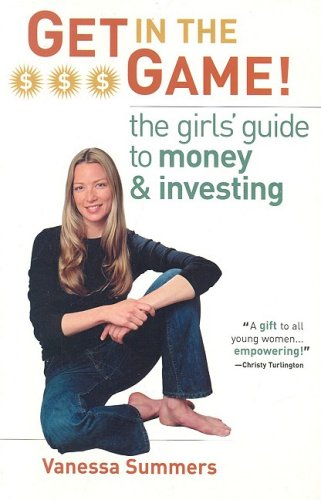 GET IN THE
$ $ $ GAME!
the girls' guide
to money
& investing
"A gift to all
young women...
empowering!"
—Christy Turlington
Vanessa Summers